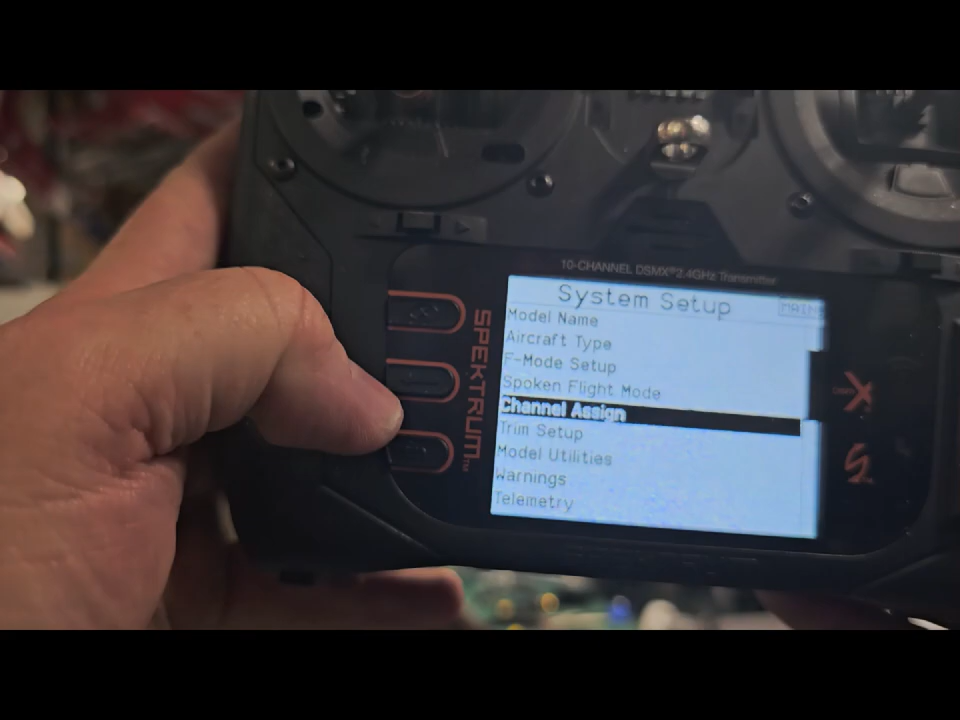 10-CHANNEL DSMX® 2.4GHz Transmitter
System Setup
MAIN
Model Name
Aircraft Type
F-Mode Setup
Spoken Flight Mode
Channel Assign
Trim Setup
Model Utilities
Warnings
Telemetry
SPEKTRUM™